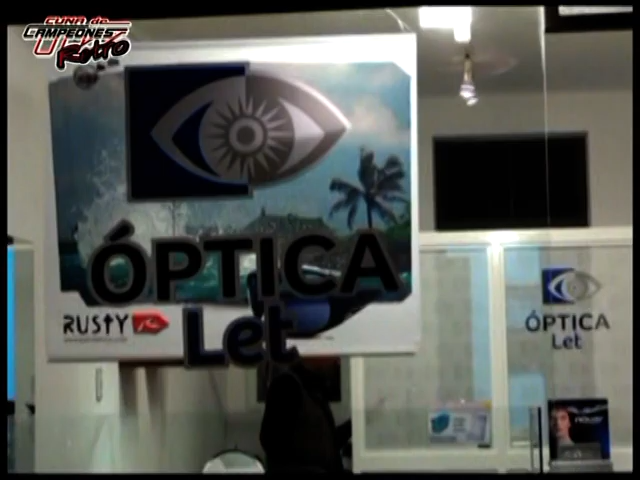 CUNA de
CAMPEONES
Retro
ÓPTICA
Let
RUSTY
ÓPTICA
Let